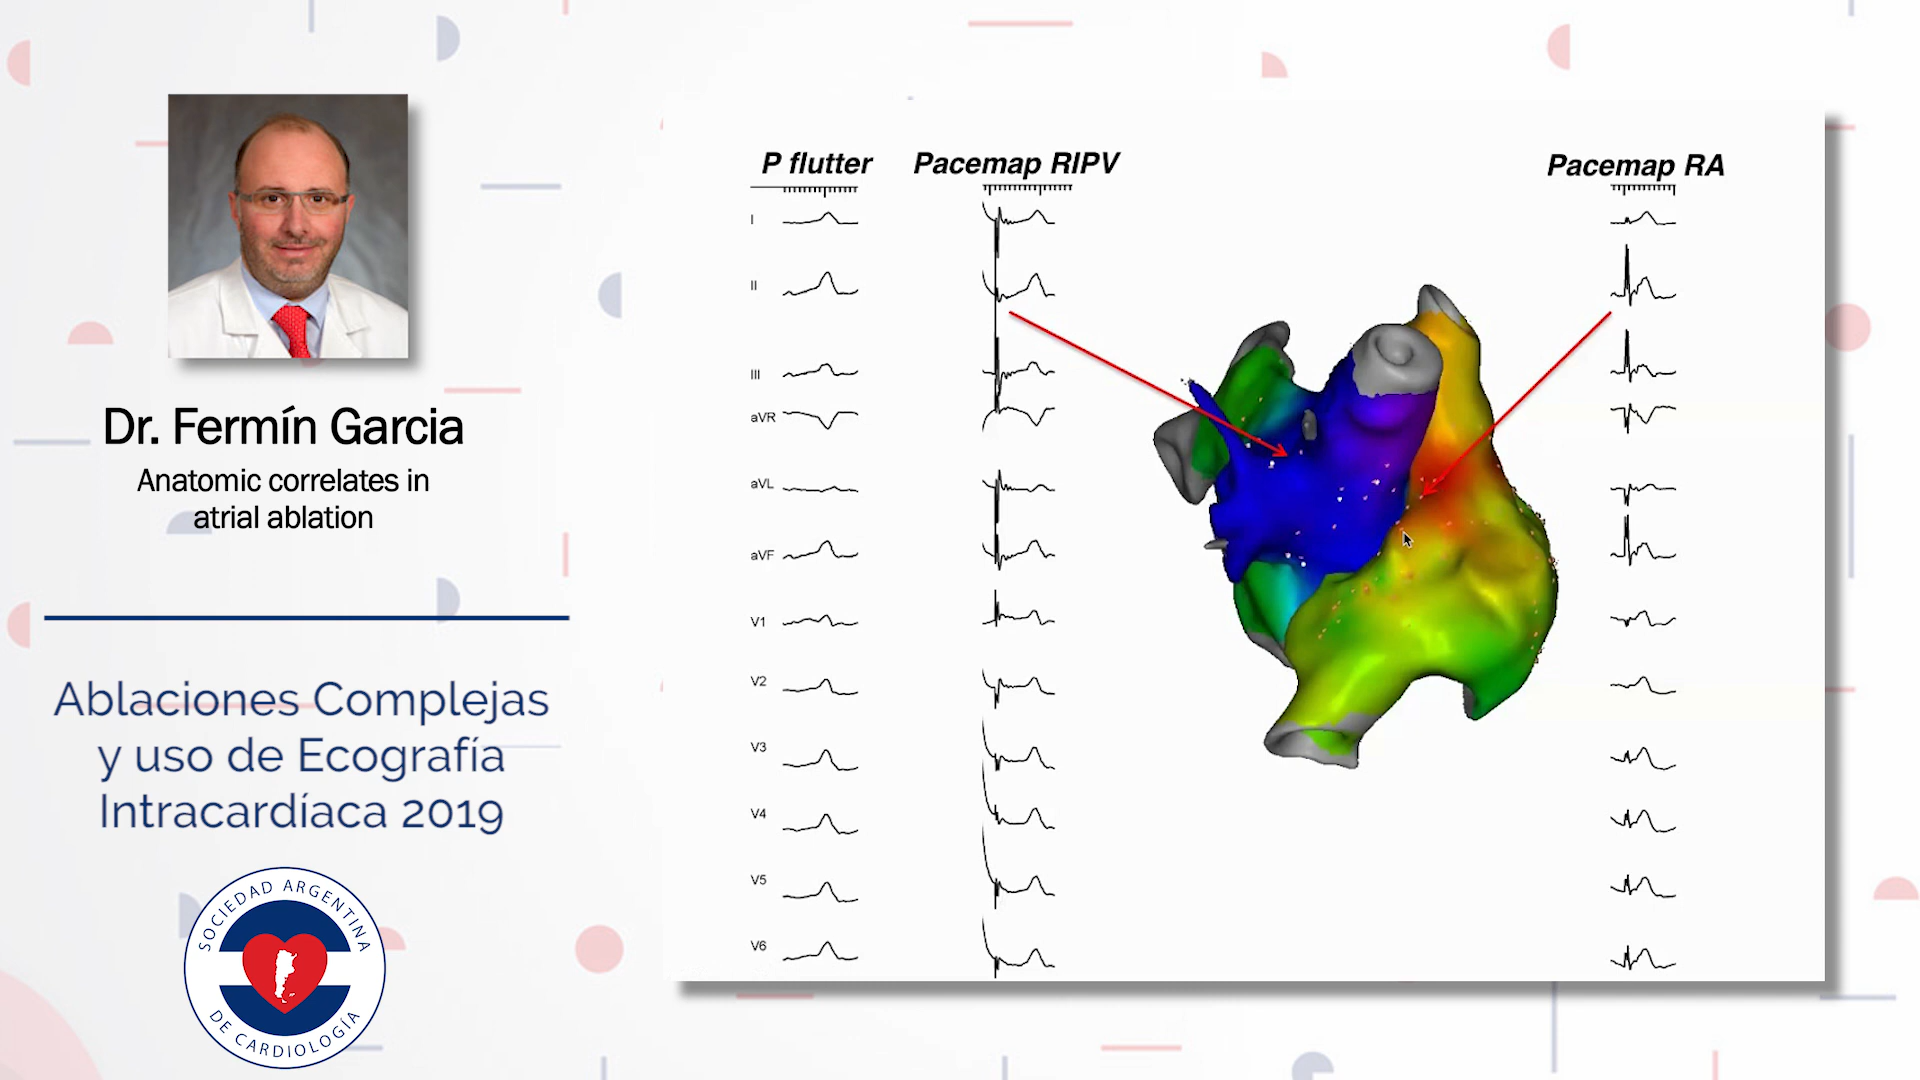 Dr. Fermín Garcia
Anatomic correlates in
atrial ablation
Ablaciones Complejas
y uso de Ecografía
Intracardíaca 2019
SOCIEDAD ARGENTINA
DE CARDIOLOGÍA
P flutter
Pacemap RIPV
Pacemap RA
I
II
III
aVR
aVL
aVF
V1
V2
V3
V4
V5
V6